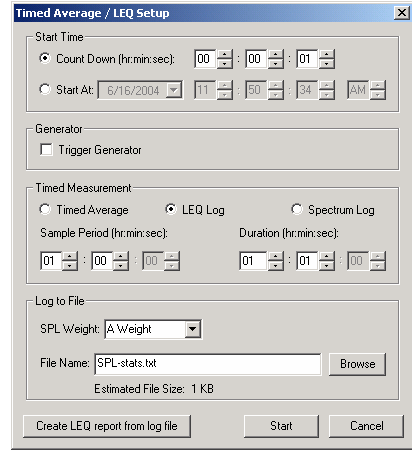 Timed Average / LEQ Setup
Start Time
Count Down (hr:min:sec): 00 : 00 : 01
Start At: 6/16/2004 11 : 50 : 34 AM
Generator
Trigger Generator
Timed Measurement
Timed Average LEQ Log Spectrum Log
Sample Period (hr:min:sec): Duration (hr:min:sec):
01 : 00 : 00 01 : 01 : 00
Log to File
SPL Weight: A Weight
File Name: SPL-stats.txt Browse
Estimated File Size: 1 KB
Create LEQ report from log file Start Cancel